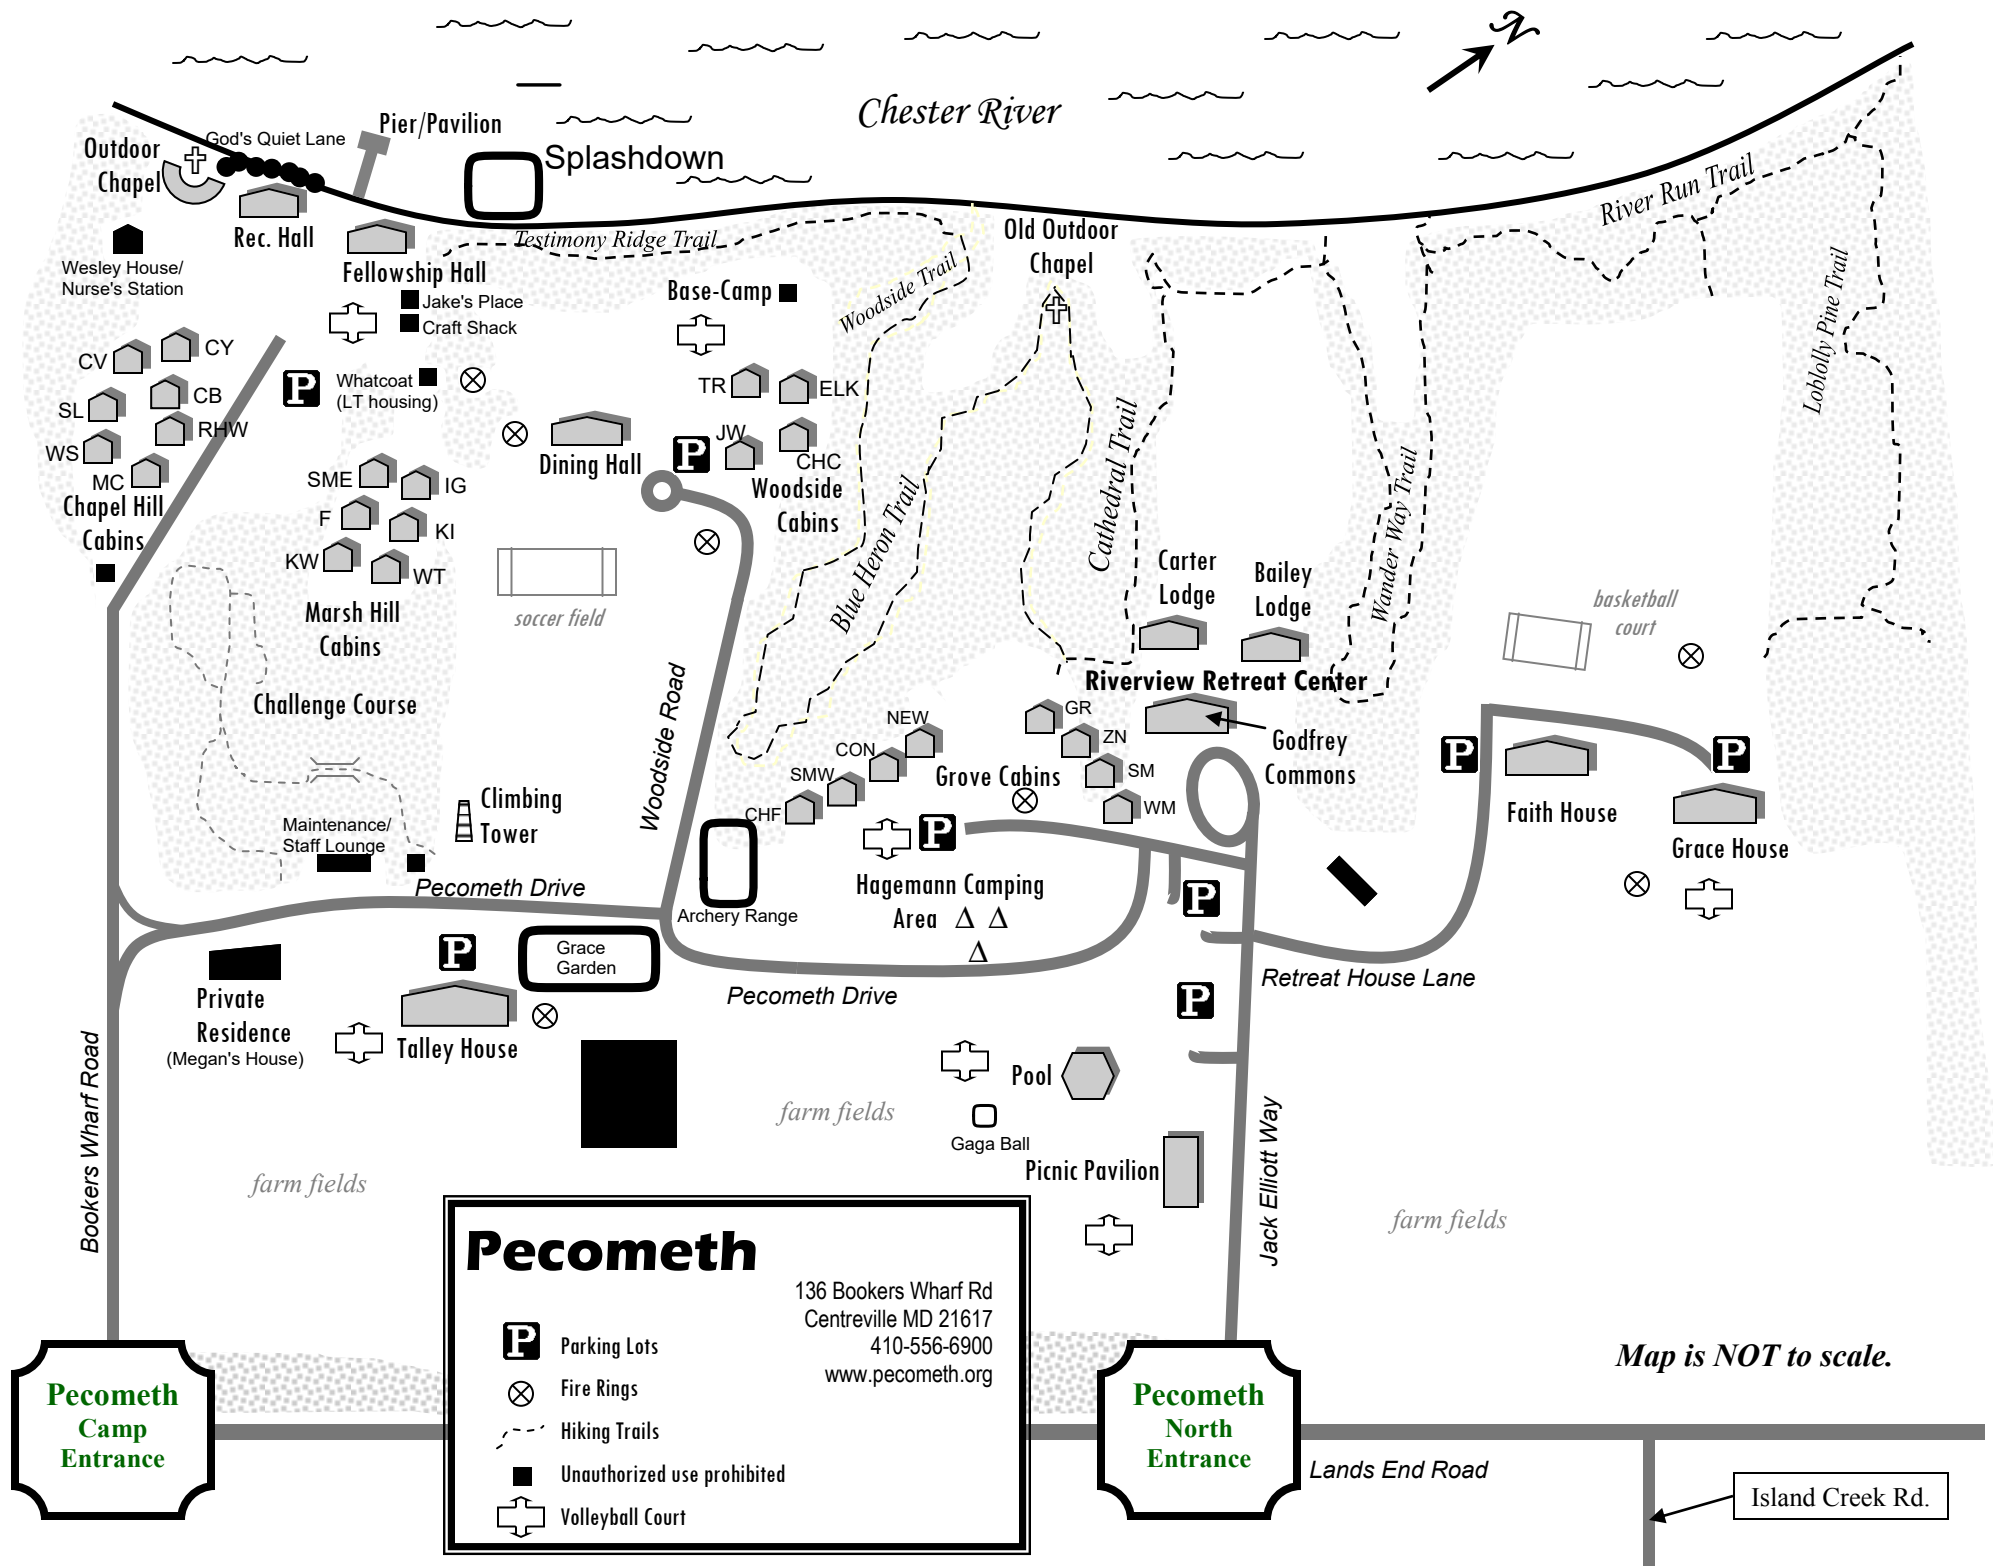 N
Chester River
God's Quiet Lane
Pier/Pavilion
Outdoor
Chapel
Splashdown
Rec. Hall
River Run Trail
Testimony Ridge Trail
Old Outdoor
Chapel
Wesley House/
Nurse's Station
Fellowship Hall
Jake's Place
Craft Shack
Base-Camp
Woodside Trail
Loblolly Pine Trail
CV
CY
SL
CB
WS
RHW
MC
Chapel Hill
Cabins
P
Whatcoat
(LT housing)
TR
ELK
JW
CHC
P
Dining Hall
Woodside
Cabins
SME
IG
F
KI
KW
WT
Marsh Hill
Cabins
soccer field
Blue Heron Trail
Cathedral Trail
Wander Way Trail
Carter
Lodge
Bailey
Lodge
basketball
court
Riverview Retreat Center
Challenge Course
Woodside Road
NEW
CON
SMW
CHF
Grove Cabins
GR
ZN
SM
WM
Godfrey
Commons
P
P
Faith House
Grace House
Climbing
Tower
Maintenance/
Staff Lounge
P
Pecometh Drive
Archery Range
Hagemann Camping
Area
P
P
Grace
Garden
Private
Residence
(Megan's House)
Talley House
Pecometh Drive
P
Retreat House Lane
Bookers Wharf Road
Pool
Gaga Ball
Picnic Pavilion
Jack Elliott Way
farm fields
farm fields
farm fields
Pecometh
136 Bookers Wharf Rd
Centreville MD 21617
410-556-6900
www.pecometh.org
P
Parking Lots
Fire Rings
Hiking Trails
Unauthorized use prohibited
Volleyball Court
Map is NOT to scale.
Pecometh
Camp
Entrance
Pecometh
North
Entrance
Lands End Road
Island Creek Rd.